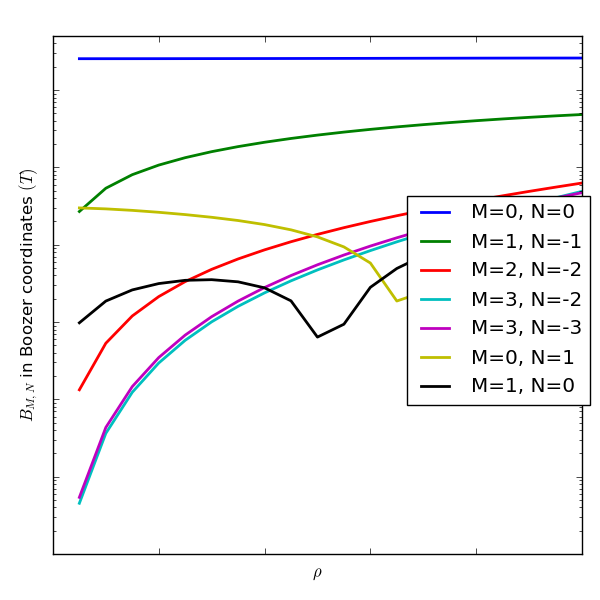 B_{M,N} in Boozer coordinates (T)
M=0, N=0
M=1, N=-1
M=2, N=-2
M=3, N=-2
M=3, N=-3
M=0, N=1
M=1, N=0
ρ